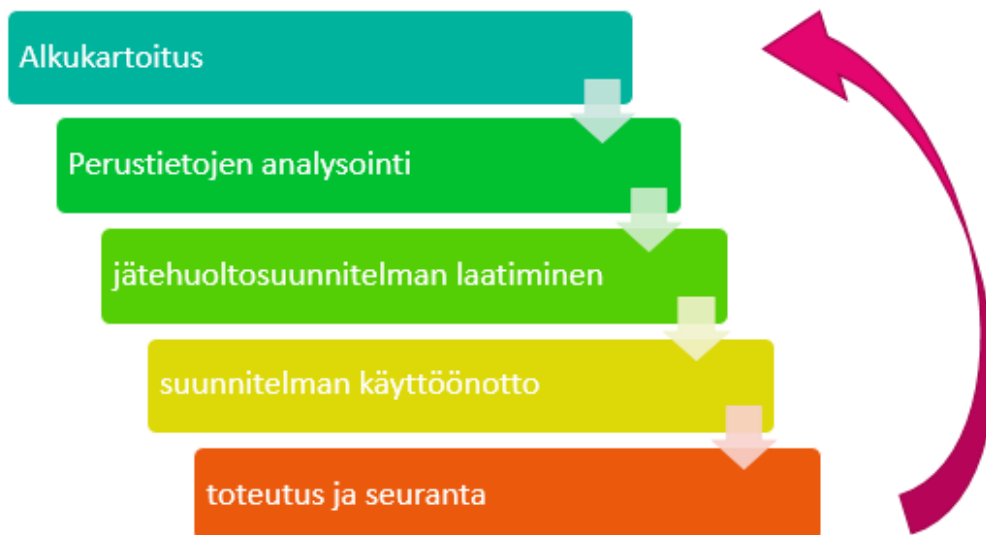 Alkukartoitus
Perustietojen analysointi
jätehuoltosuunnitelman laatiminen
suunnitelman käyttöönotto
toteutus ja seuranta